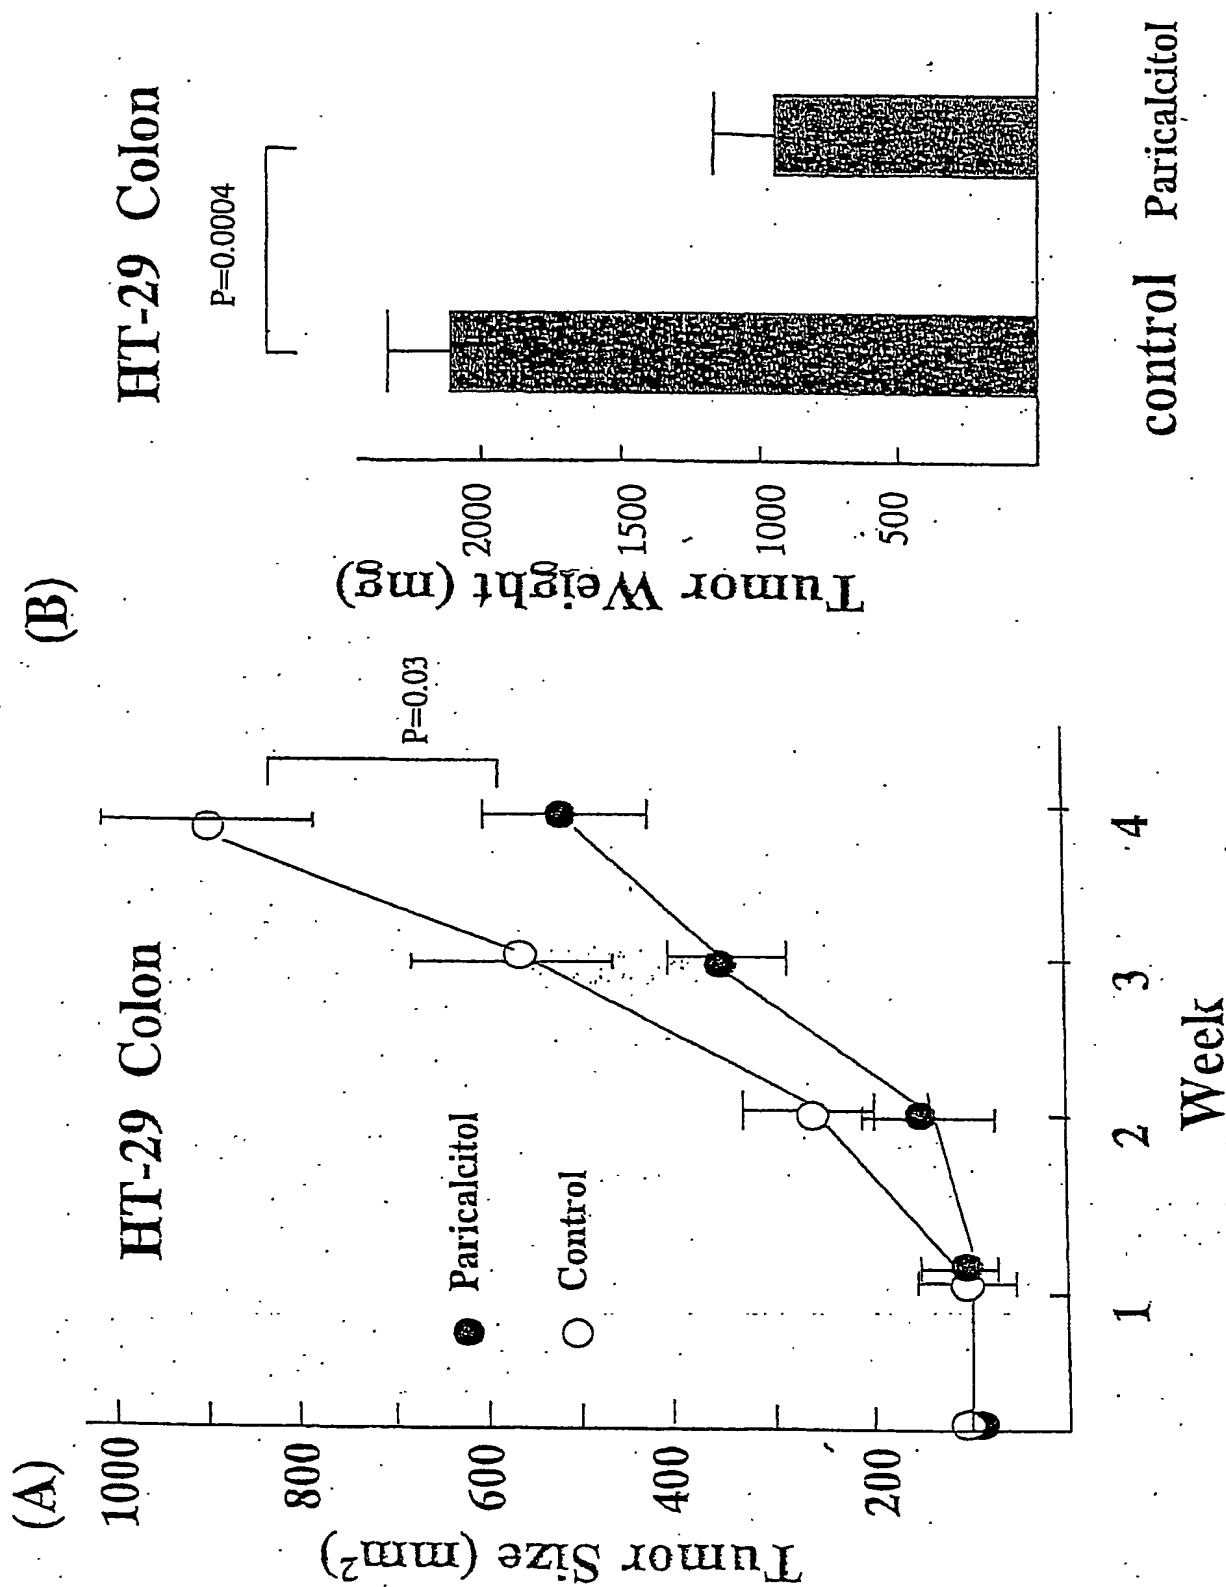 (A)
HT-29 Colon
Tumor Size (mm²)
1000
800
600
400
200
Paricalcitol
Control
P=0.03
1 2 3 4
Week
(B)
HT-29 Colon
P=0.0004
Tumor Weight (mg)
2000
1500
1000
500
control Paricalcitol